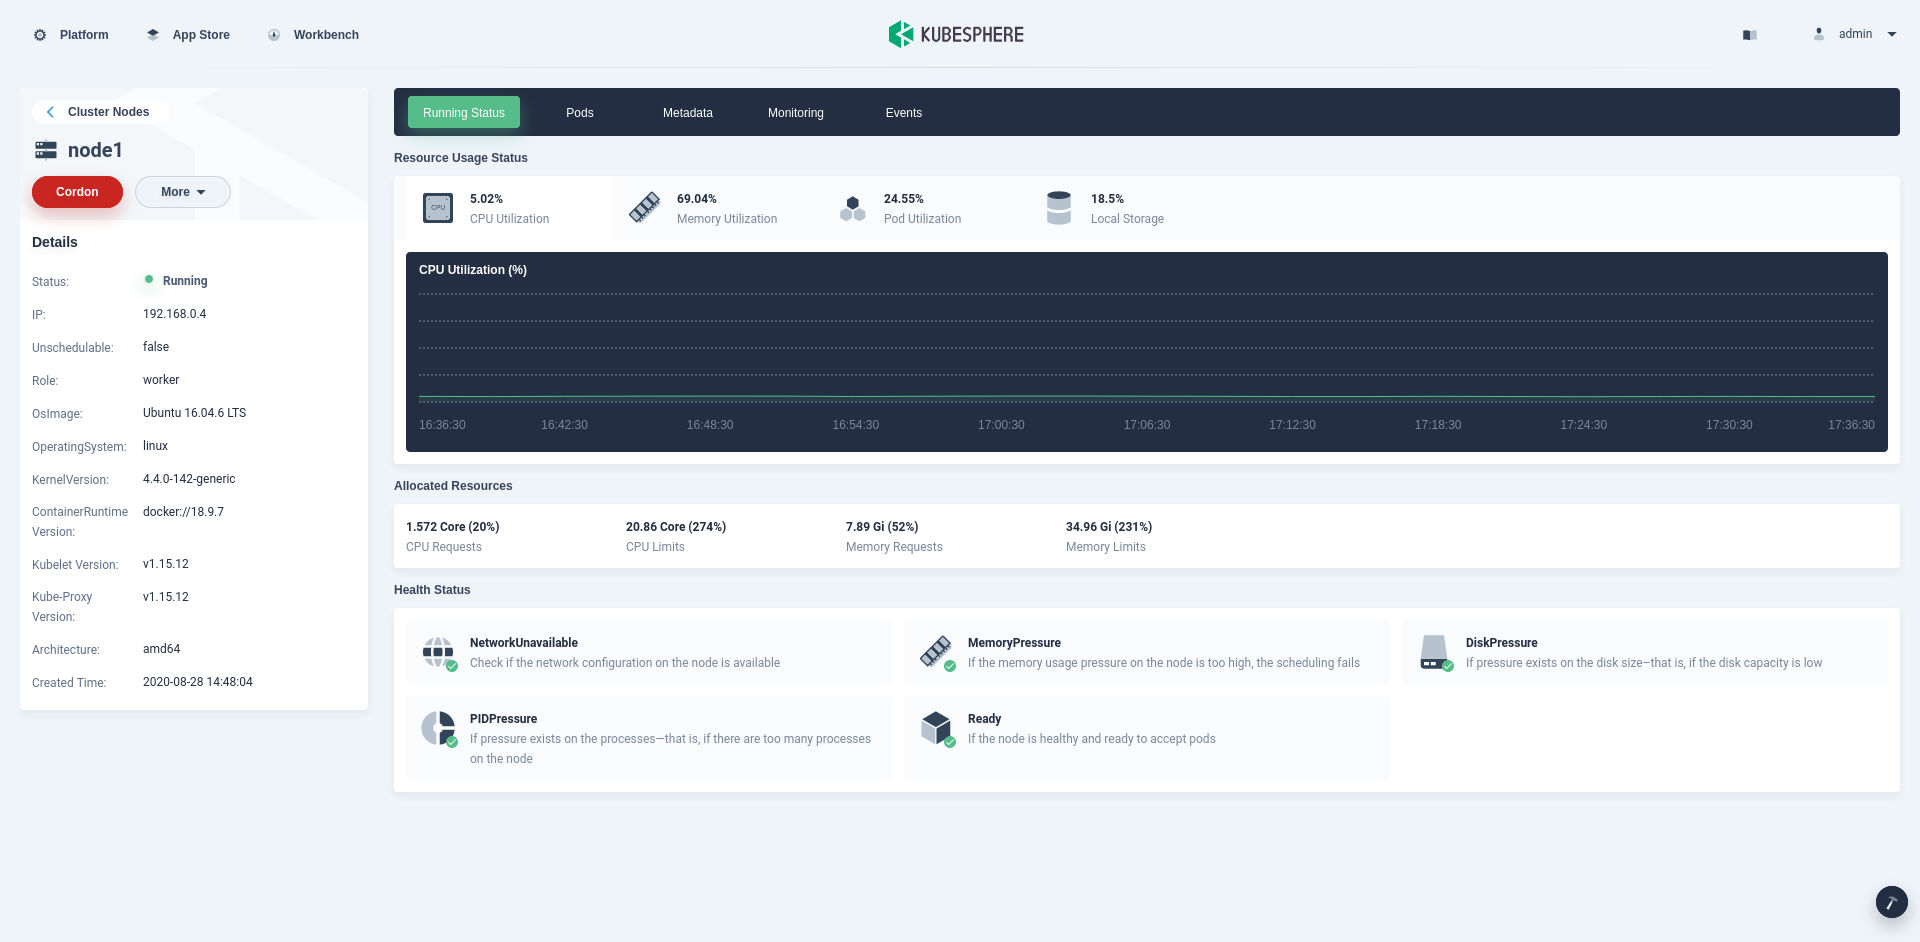 Platform
App Store
Workbench
KUBESPHERE
admin
Cluster Nodes
node1
Cordon
More
Details
Status:
Running
IP:
192.168.0.4
Unschedulable:
false
Role:
worker
OsImage:
Ubuntu 16.04.6 LTS
OperatingSystem:
linux
KernelVersion:
4.4.0-142-generic
ContainerRuntime
Version:
docker://18.9.7
Kubelet Version:
v1.15.12
Kube-Proxy
Version:
v1.15.12
Architecture:
amd64
Created Time:
2020-08-28 14:48:04
Running Status
Pods
Metadata
Monitoring
Events
Resource Usage Status
CPU
5.02%
CPU Utilization
69.04%
Memory Utilization
24.55%
Pod Utilization
18.5%
Local Storage
CPU Utilization (%)
16:36:30
16:42:30
16:48:30
16:54:30
17:00:30
17:06:30
17:12:30
17:18:30
17:24:30
17:30:30
17:36:30
Allocated Resources
1.572 Core (20%)
CPU Requests
20.86 Core (274%)
CPU Limits
7.89 Gi (52%)
Memory Requests
34.96 Gi (231%)
Memory Limits
Health Status
NetworkUnavailable
Check if the network configuration on the node is available
MemoryPressure
If the memory usage pressure on the node is too high, the scheduling fails
DiskPressure
If pressure exists on the disk size–that is, if the disk capacity is low
PIDPressure
If pressure exists on the processes—that is, if there are too many processes
on the node
Ready
If the node is healthy and ready to accept pods